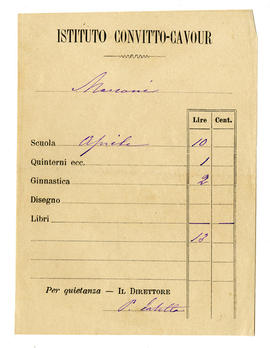 ISTITUTO CONVITTO-CAVOUR
Marconi
Lire Cent.
Scuola Aprile 10
Quinterni ecc. 1
Ginnastica 2
Disegno
Libri
13
Per quietanza — IL DIRETTORE
P.